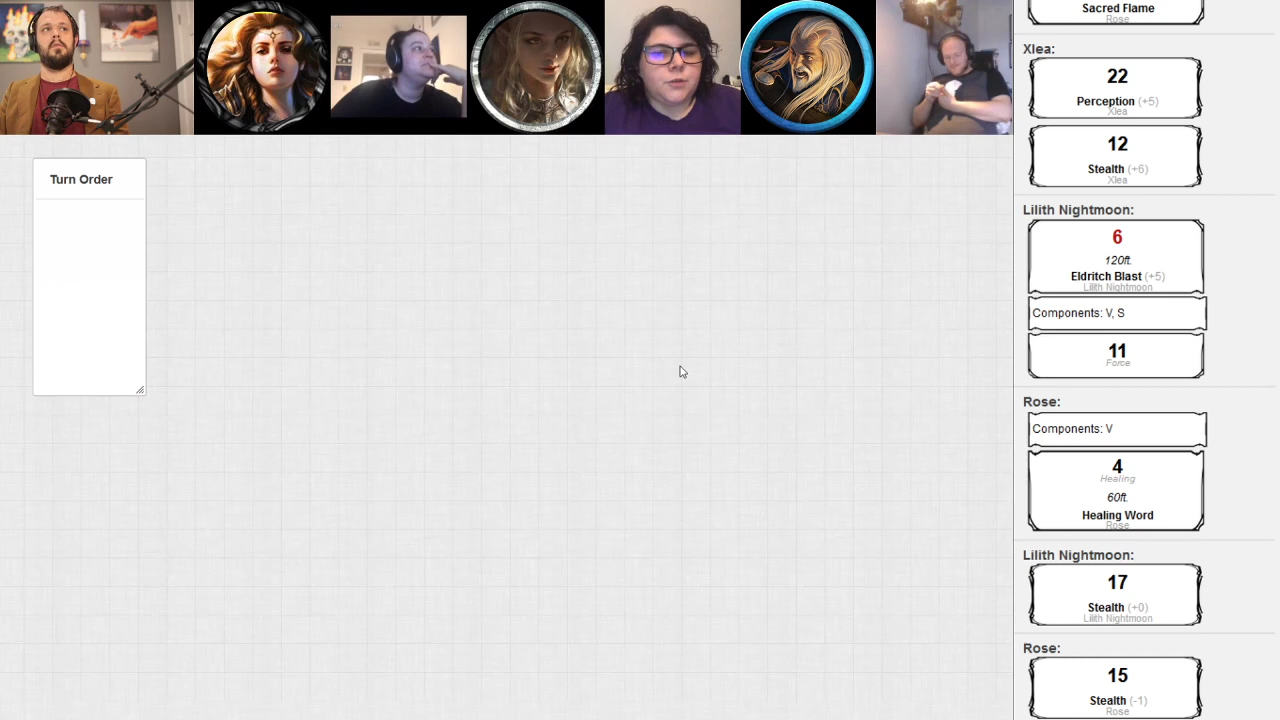 Turn Order
Sacred Flame
Rose
Xlea:
22
Perception (+5)
Xlea
12
Stealth (+6)
Xlea
Lilith Nightmoon:
6
120ft.
Eldritch Blast (+5)
Lilith Nightmoon
Components: V, S
11
Force
Rose:
Components: V
4
Healing
60ft.
Healing Word
Rose
Lilith Nightmoon:
17
Stealth (+0)
Lilith Nightmoon
Rose:
15
Stealth (-1)
Rose